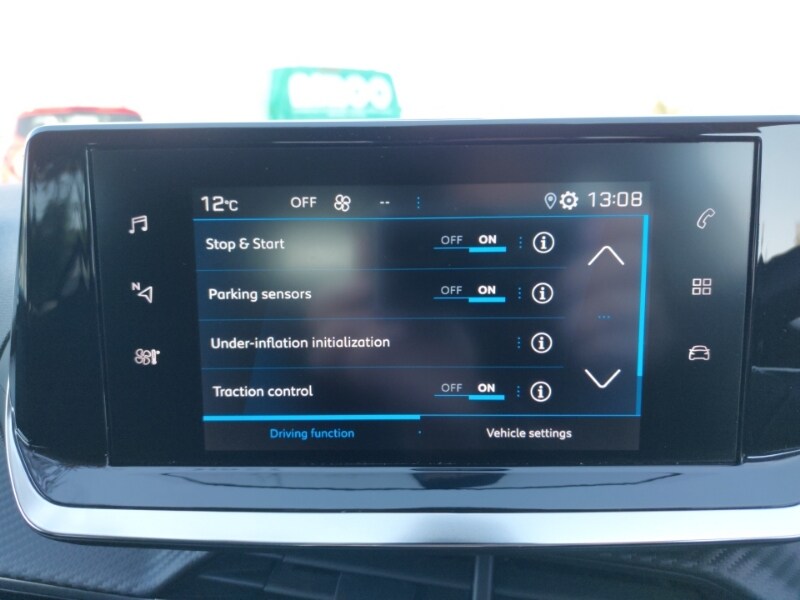 12°C OFF -- 13:08
Stop & Start OFF ON
Parking sensors OFF ON
Under-inflation initialization
Traction control OFF ON
Driving function Vehicle settings
N